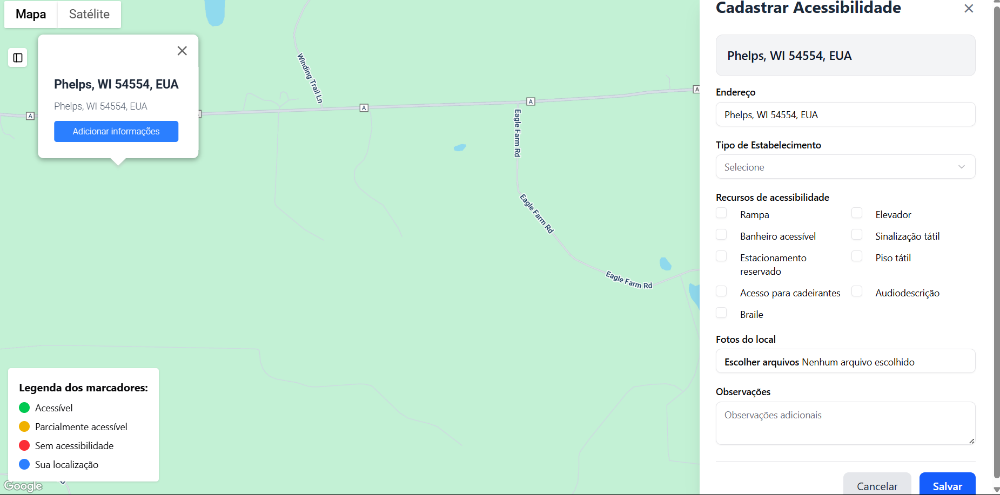 Mapa
Satélite
Phelps, WI 54554, EUA
Phelps, WI 54554, EUA
Adicionar informações
Winding Trail Ln
A
A
A
A
Eagle Farm Rd
Eagle Farm Rd
Eagle Farm Rd
Legenda dos marcadores:
Acessível
Parcialmente acessível
Sem acessibilidade
Sua localização
Google
Cadastrar Acessibilidade
Phelps, WI 54554, EUA
Endereço
Phelps, WI 54554, EUA
Tipo de Estabelecimento
Selecione
Recursos de acessibilidade
Rampa
Elevador
Banheiro acessível
Sinalização tátil
Estacionamento
reservado
Piso tátil
Acesso para cadeirantes
Audiodescrição
Braile
Fotos do local
Escolher arquivos Nenhum arquivo escolhido
Observações
Observações adicionais
Cancelar
Salvar